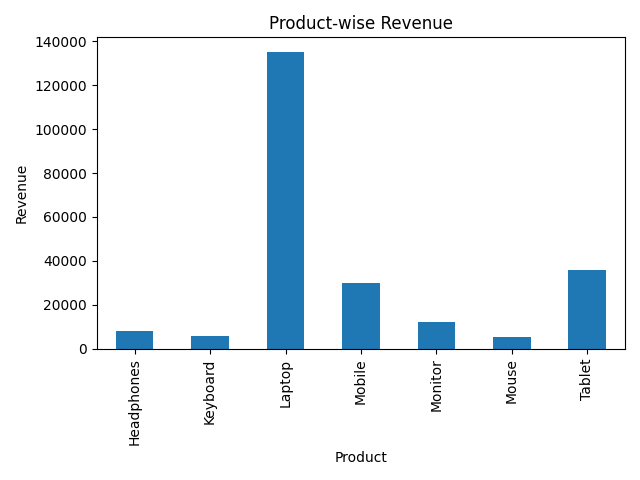 Product-wise Revenue
140000
120000
100000
80000
60000
40000
20000
0
Revenue
Headphones
Keyboard
Laptop
Mobile
Monitor
Mouse
Tablet
Product